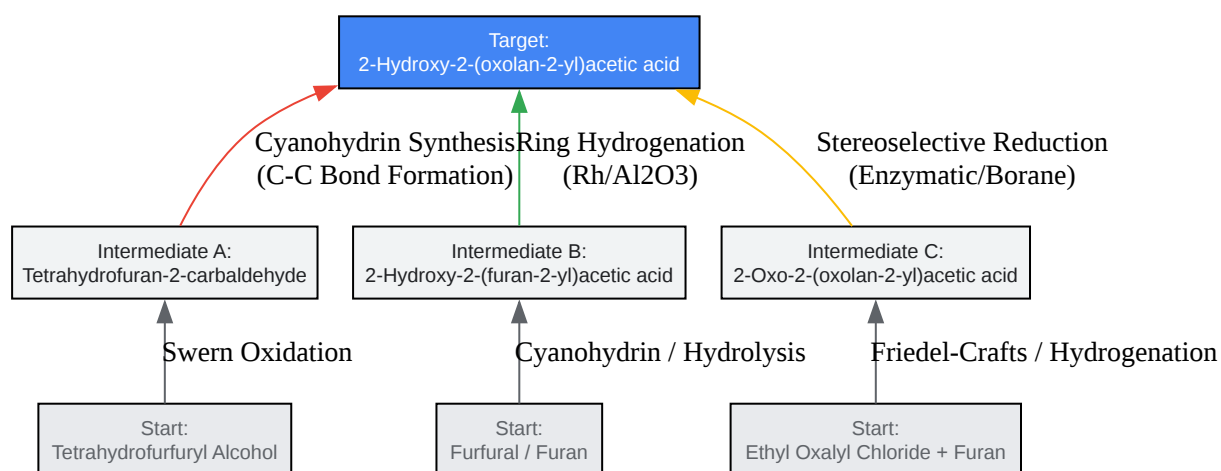 Target:
2-Hydroxy-2-(oxolan-2-yl)acetic acid
Cyanohydrin Synthesis
(C-C Bond Formation)
Ring Hydrogenation
(Rh/Al2O3)
Stereoselective Reduction
(Enzymatic/Borane)
Intermediate A:
Tetrahydrofuran-2-carbaldehyde
Intermediate B:
2-Hydroxy-2-(furan-2-yl)acetic acid
Intermediate C:
2-Oxo-2-(oxolan-2-yl)acetic acid
Swern Oxidation
Cyanohydrin / Hydrolysis
Friedel-Crafts / Hydrogenation
Start:
Tetrahydrofurfuryl Alcohol
Start:
Furfural / Furan
Start:
Ethyl Oxalyl Chloride + Furan